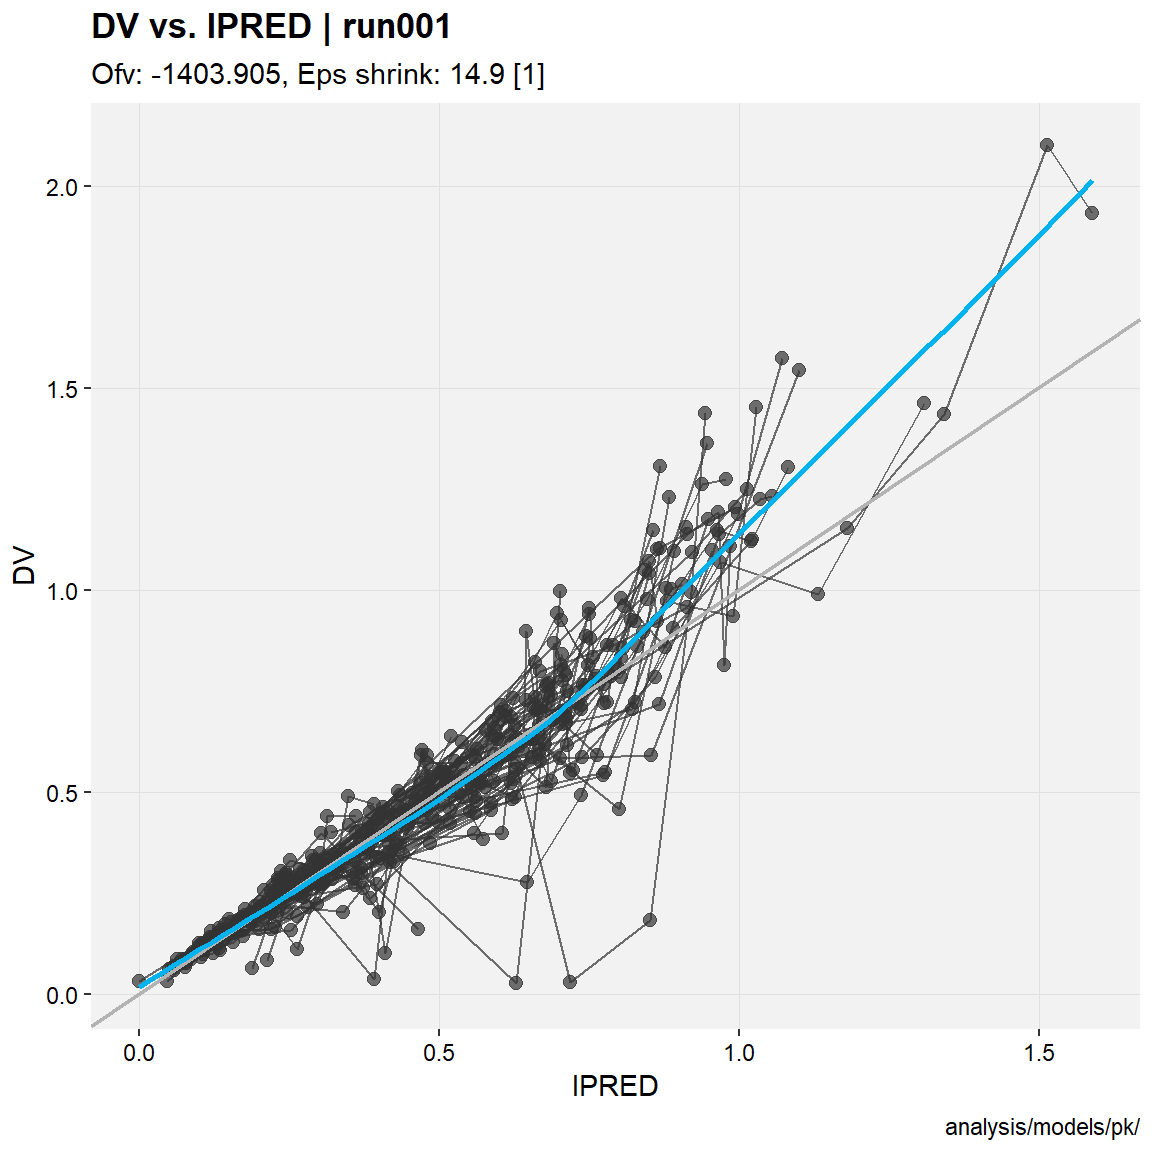 DV vs. IPRED | run001
Ofv: -1403.905, Eps shrink: 14.9 [1]
DV
2.0
1.5
1.0
0.5
0.0
0.0 0.5 1.0 1.5
IPRED
analysis/models/pk/